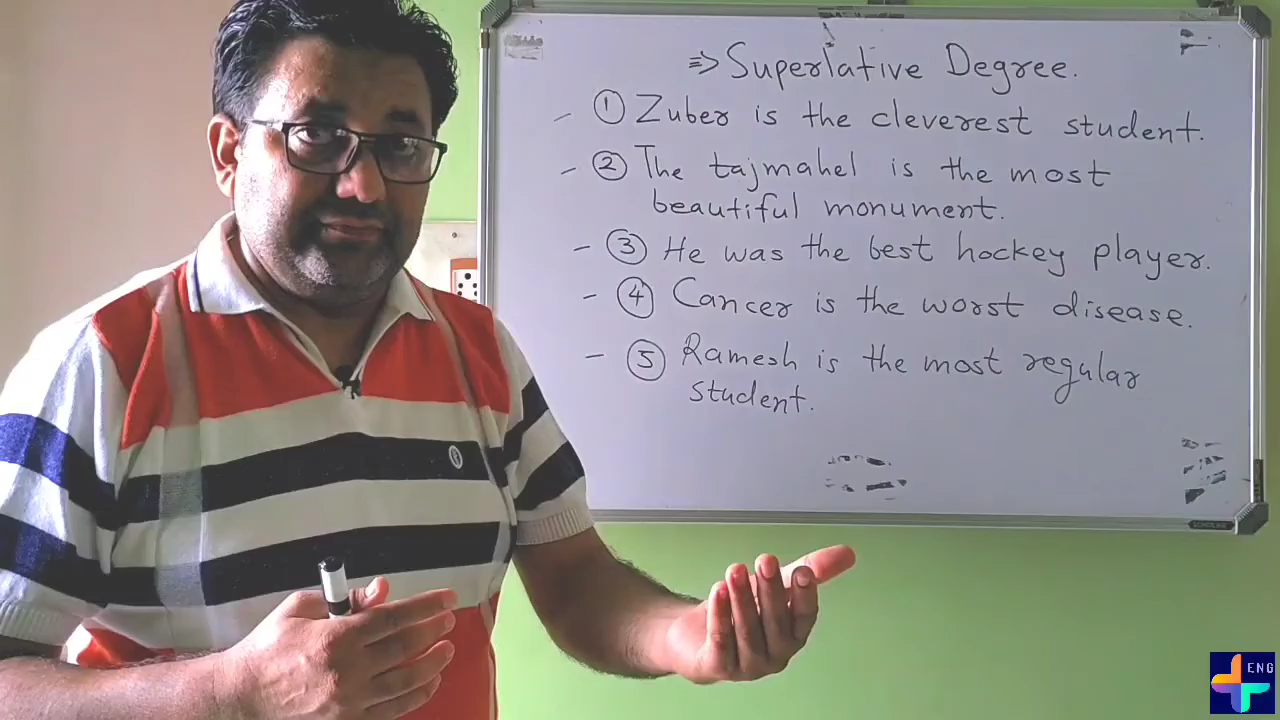 ⇒ Superlative Degree.
- ① Zuber is the cleverest student.
- ② The tajmahel is the most
beautiful monument.
- ③ He was the best hockey player.
- ④ Cancer is the worst disease.
- ⑤ Ramesh is the most regular
student.
ENG